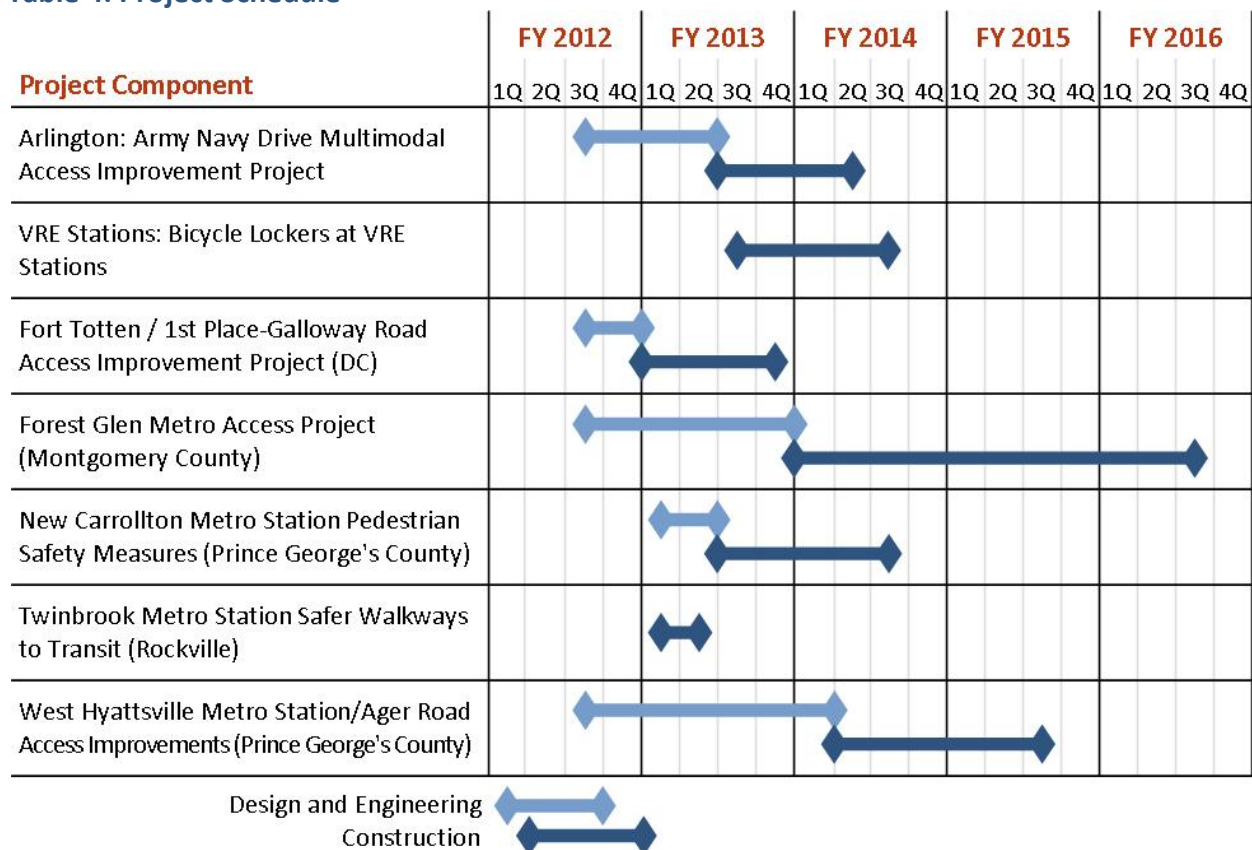 Table 4: Project Schedule
FY 2012 FY 2013 FY 2014 FY 2015 FY 2016
Project Component
1Q 2Q 3Q 4Q 1Q 2Q 3Q 4Q 1Q 2Q 3Q 4Q 1Q 2Q 3Q 4Q 1Q 2Q 3Q 4Q
Arlington: Army Navy Drive Multimodal
Access Improvement Project
VRE Stations: Bicycle Lockers at VRE
Stations
Fort Totten / 1st Place-Galloway Road
Access Improvement Project (DC)
Forest Glen Metro Access Project
(Montgomery County)
New Carrollton Metro Station Pedestrian
Safety Measures (Prince George's County)
Twinbrook Metro Station Safer Walkways
to Transit (Rockville)
West Hyattsville Metro Station/Ager Road
Access Improvements (Prince George's County)
Design and Engineering
Construction